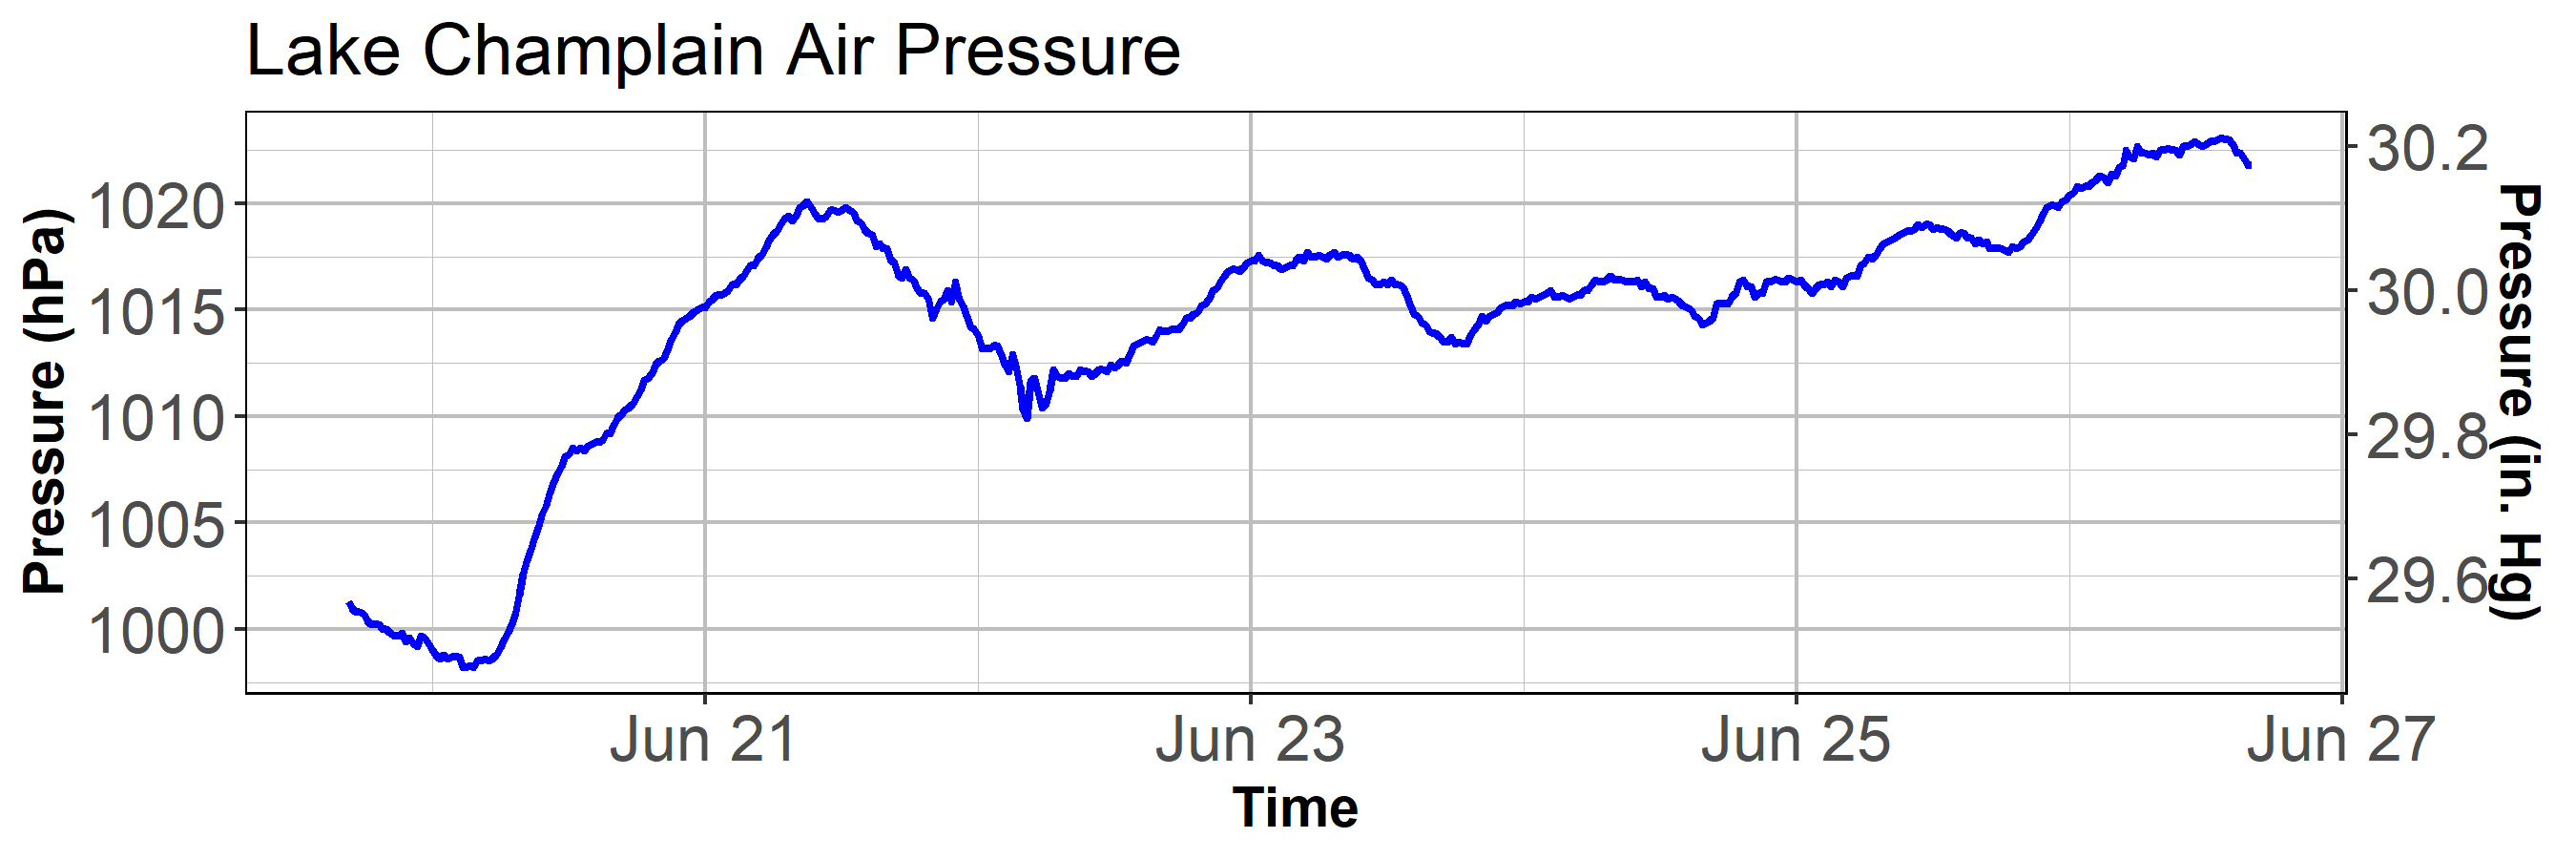 Lake Champlain Air Pressure
Pressure (hPa)
1020
1015
1010
1005
1000
30.2
30.0
29.8
29.6
Pressure (in. Hg)
Jun 21
Jun 23
Jun 25
Jun 27
Time